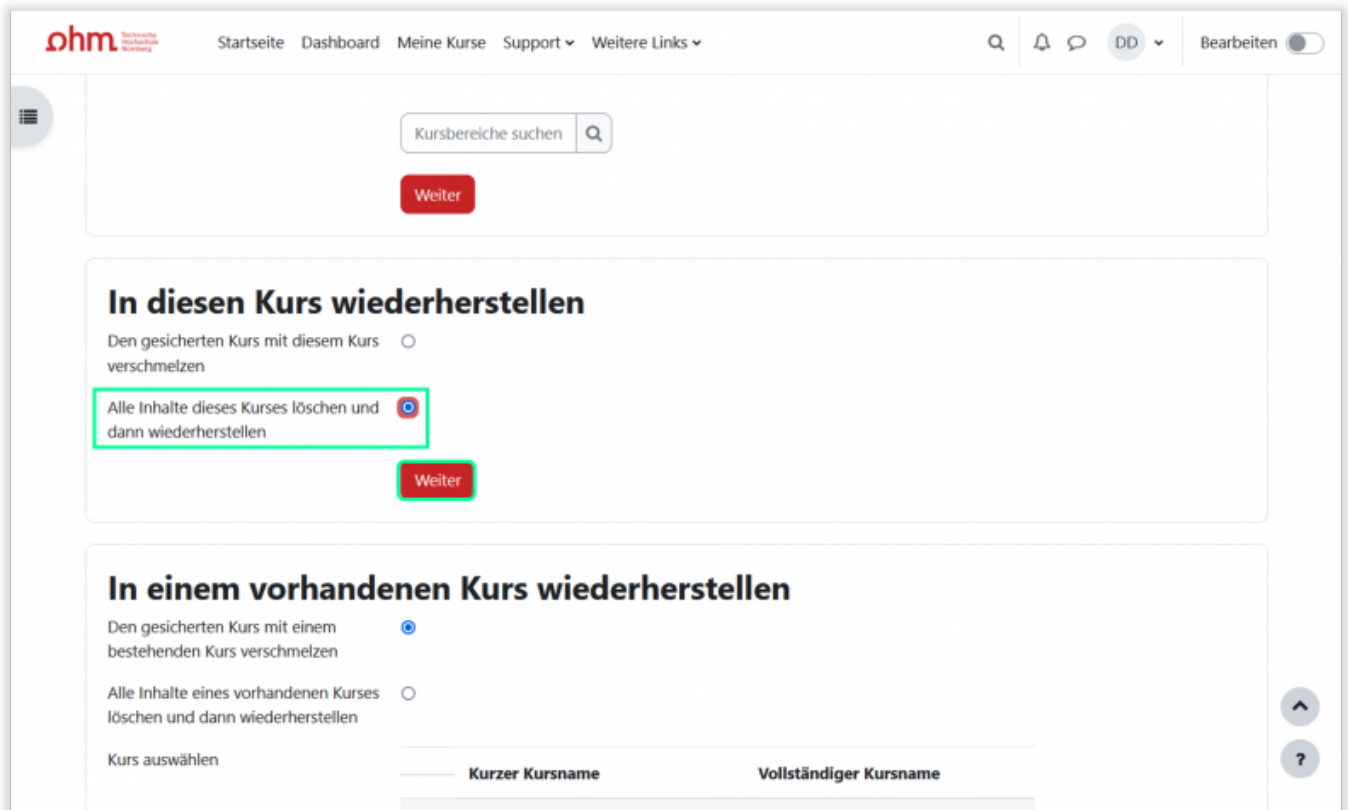 ohm Technische Hochschule Nürnberg
Startseite Dashboard Meine Kurse Support Weitere Links DD Bearbeiten
Kursbereiche suchen
Weiter
In diesen Kurs wiederherstellen
Den gesicherten Kurs mit diesem Kurs
verschmelzen
Alle Inhalte dieses Kurses löschen und
dann wiederherstellen
Weiter
In einem vorhandenen Kurs wiederherstellen
Den gesicherten Kurs mit einem
bestehenden Kurs verschmelzen
Alle Inhalte eines vorhandenen Kurses
löschen und dann wiederherstellen
Kurs auswählen
Kurzer Kursname Vollständiger Kursname
?